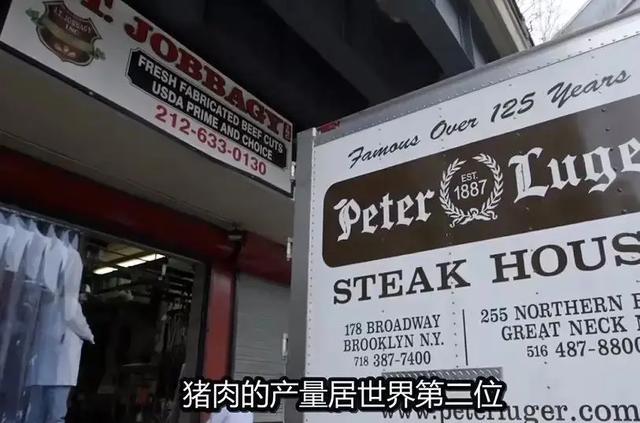 T. JOBBAGY
FRESH FABRICATED BEEF CUTS
USDA PRIME AND CHOICE
212-633-0130
Famous Over 125 Years
Peter Luger
EST.
1887
STEAK HOUS
178 BROADWAY
BROOKLYN N.Y.
718 387-7400
255 NORTHERN
GREAT NECK
516 487-8800
猪肉的产量居世界第二位
www.peterluger.com